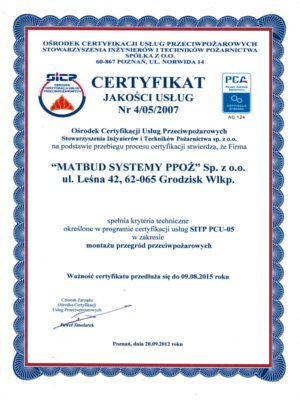 OŚRODEK CERTYFIKACJI USŁUG PRZECIWPOŻAROWYCH
STOWARZYSZENIA INŻYNIERÓW I TECHNIKÓW POŻARNICTWA
SPÓŁKA Z O.O.
60-867 POZNAŃ, UL. NORWIDA 14
SITP
OŚRODEK
CERTYFIKACJI USŁUG
PRZECIWPOŻAROWYCH
CERTYFIKAT
JAKOŚCI USŁUG
Nr 4/05/2007
PCA
AC 124
Ośrodek Certyfikacji Usług Przeciwpożarowych
Stowarzyszenia Inżynierów i Techników Pożarnictwa sp. z o.o.
na podstawie przebiegu procesu certyfikacji stwierdza, że Firma
"MATBUD SYSTEMY PPOŻ" Sp. z o.o.
ul. Leśna 42, 62-065 Grodzisk Wlkp.
spełnia kryteria techniczne
określone w programie certyfikacji usług SITP PCU-05
w zakresie
montażu przegród przeciwpożarowych
Ważność certyfikatu przedłuża się do 09.08.2015 roku
Członek Zarządu
Ośrodka Certyfikacji
Usług Przeciwpożarowych
Paweł Smolarek
Poznań, dnia 20.09.2012 roku